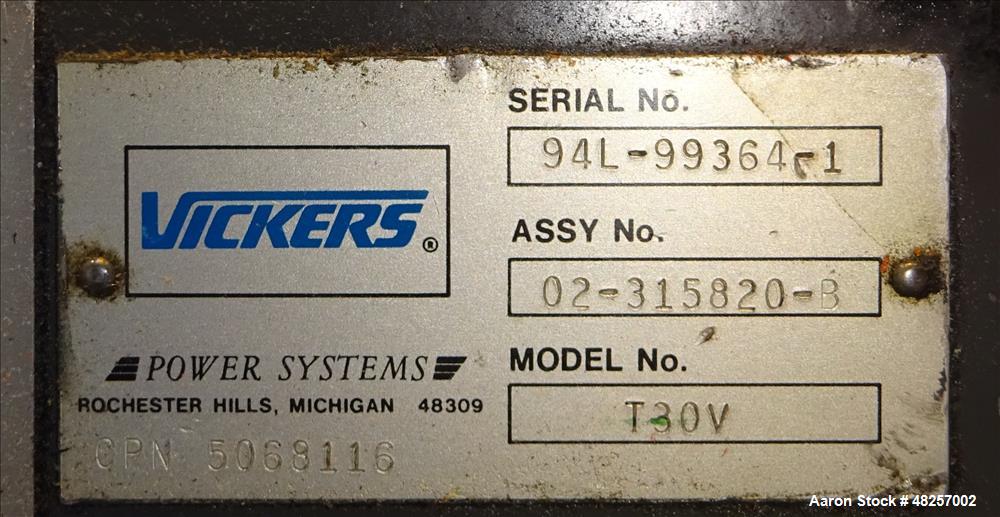 VICKERS®
POWER SYSTEMS
ROCHESTER HILLS, MICHIGAN 48309
CPN 5068116
SERIAL No.
94L-99364-1
ASSY No.
02-315820-B
MODEL No.
T30V
Aaron Stock # 48257002